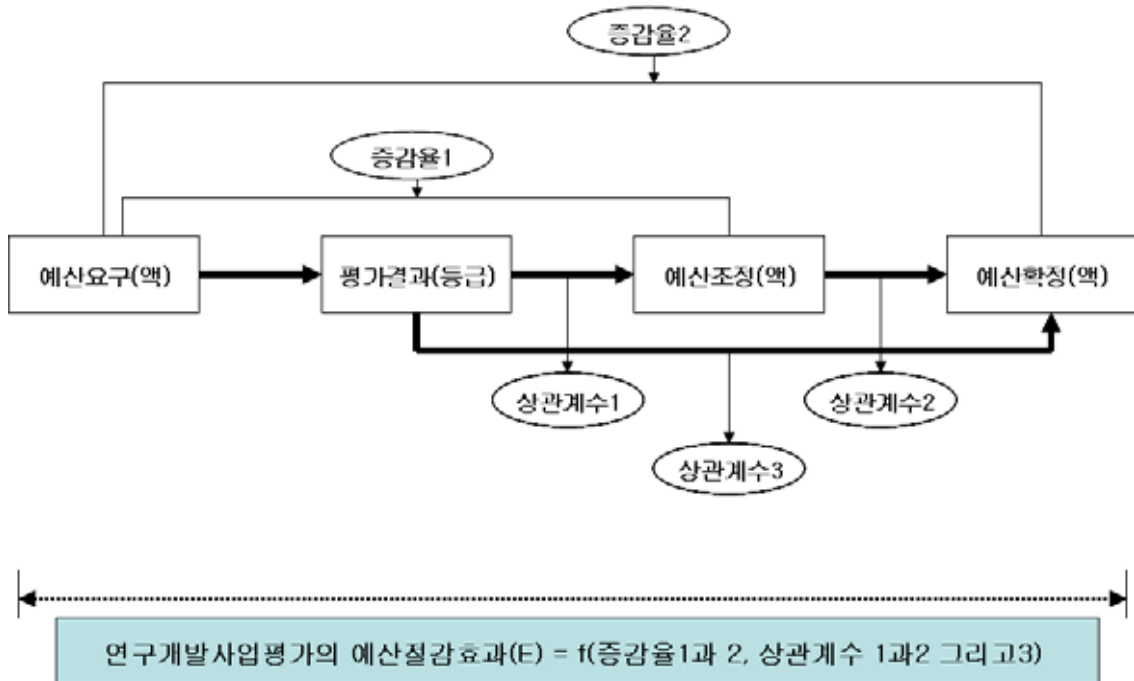 증감율2
증감율1
예산요구(액)
평가결과(등급)
예산조정(액)
예산확정(액)
상관계수1
상관계수2
상관계수3
연구개발사업평가의 예산절감효과(E) = f(증감율1과 2, 상관계수 1과2 그리고3)